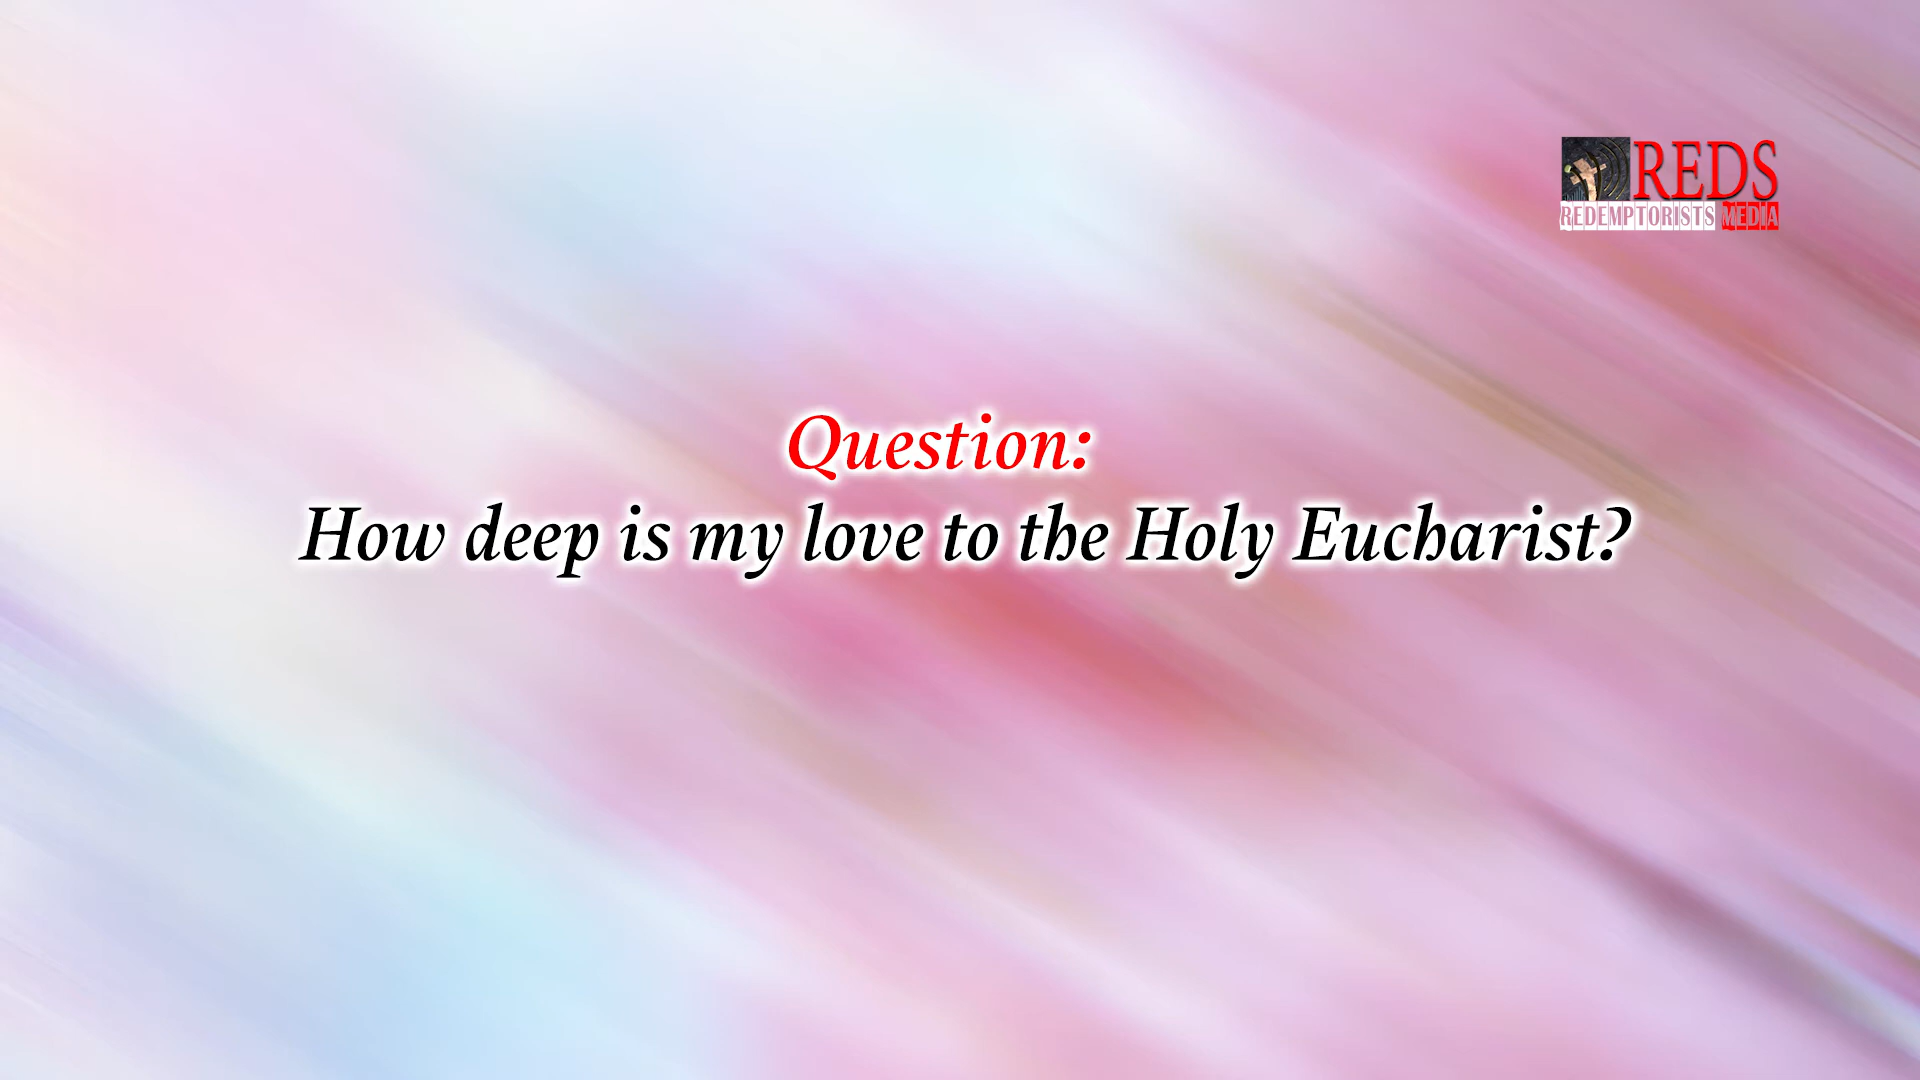 REDS
REDEMPTORISTS MEDIA
Question:
How deep is my love to the Holy Eucharist?